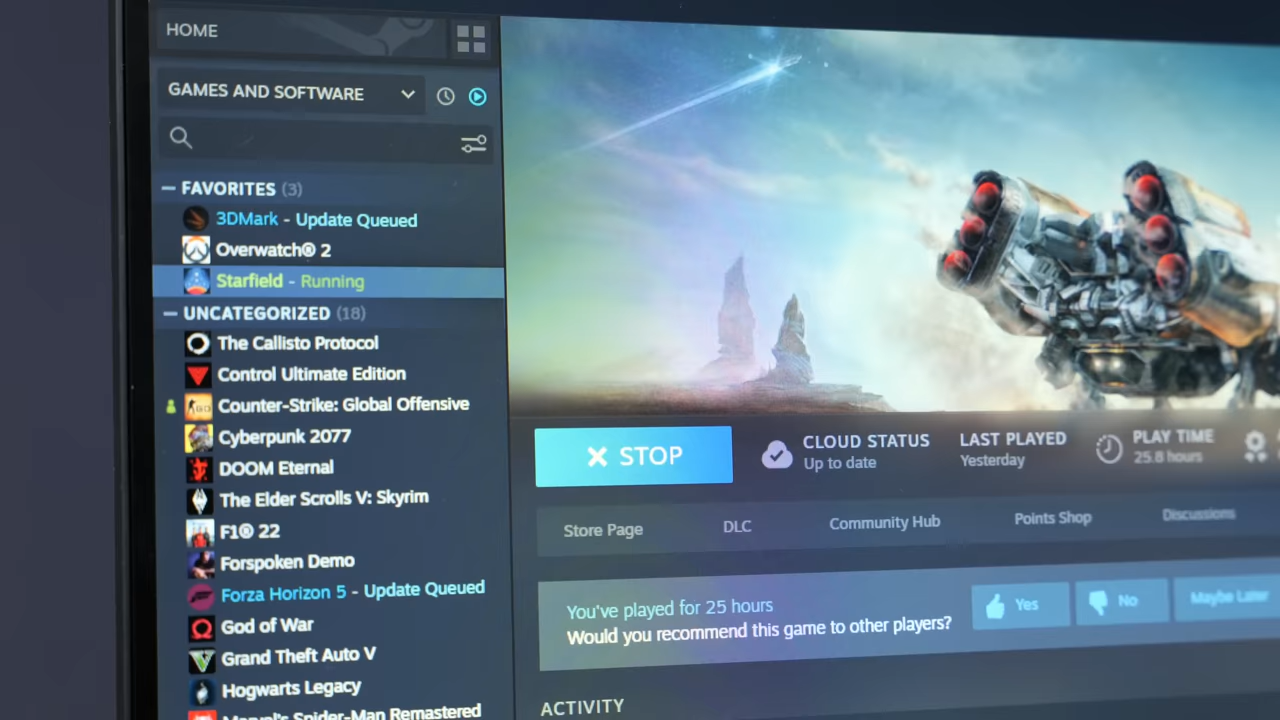 HOME
GAMES AND SOFTWARE
FAVORITES (3)
3DMark - Update Queued
Overwatch® 2
Starfield - Running
UNCATEGORIZED (18)
The Callisto Protocol
Control Ultimate Edition
Counter-Strike: Global Offensive
Cyberpunk 2077
DOOM Eternal
The Elder Scrolls V: Skyrim
F1® 22
Forspoken Demo
Forza Horizon 5 - Update Queued
God of War
Grand Theft Auto V
Hogwarts Legacy
Marvel's Spider-Man Remastered
STOP
CLOUD STATUS
Up to date
LAST PLAYED
Yesterday
PLAY TIME
25.8 hours
Store Page
DLC
Community Hub
Points Shop
Discussions
You've played for 25 hours
Would you recommend this game to other players?
Yes
No
Maybe Later
ACTIVITY